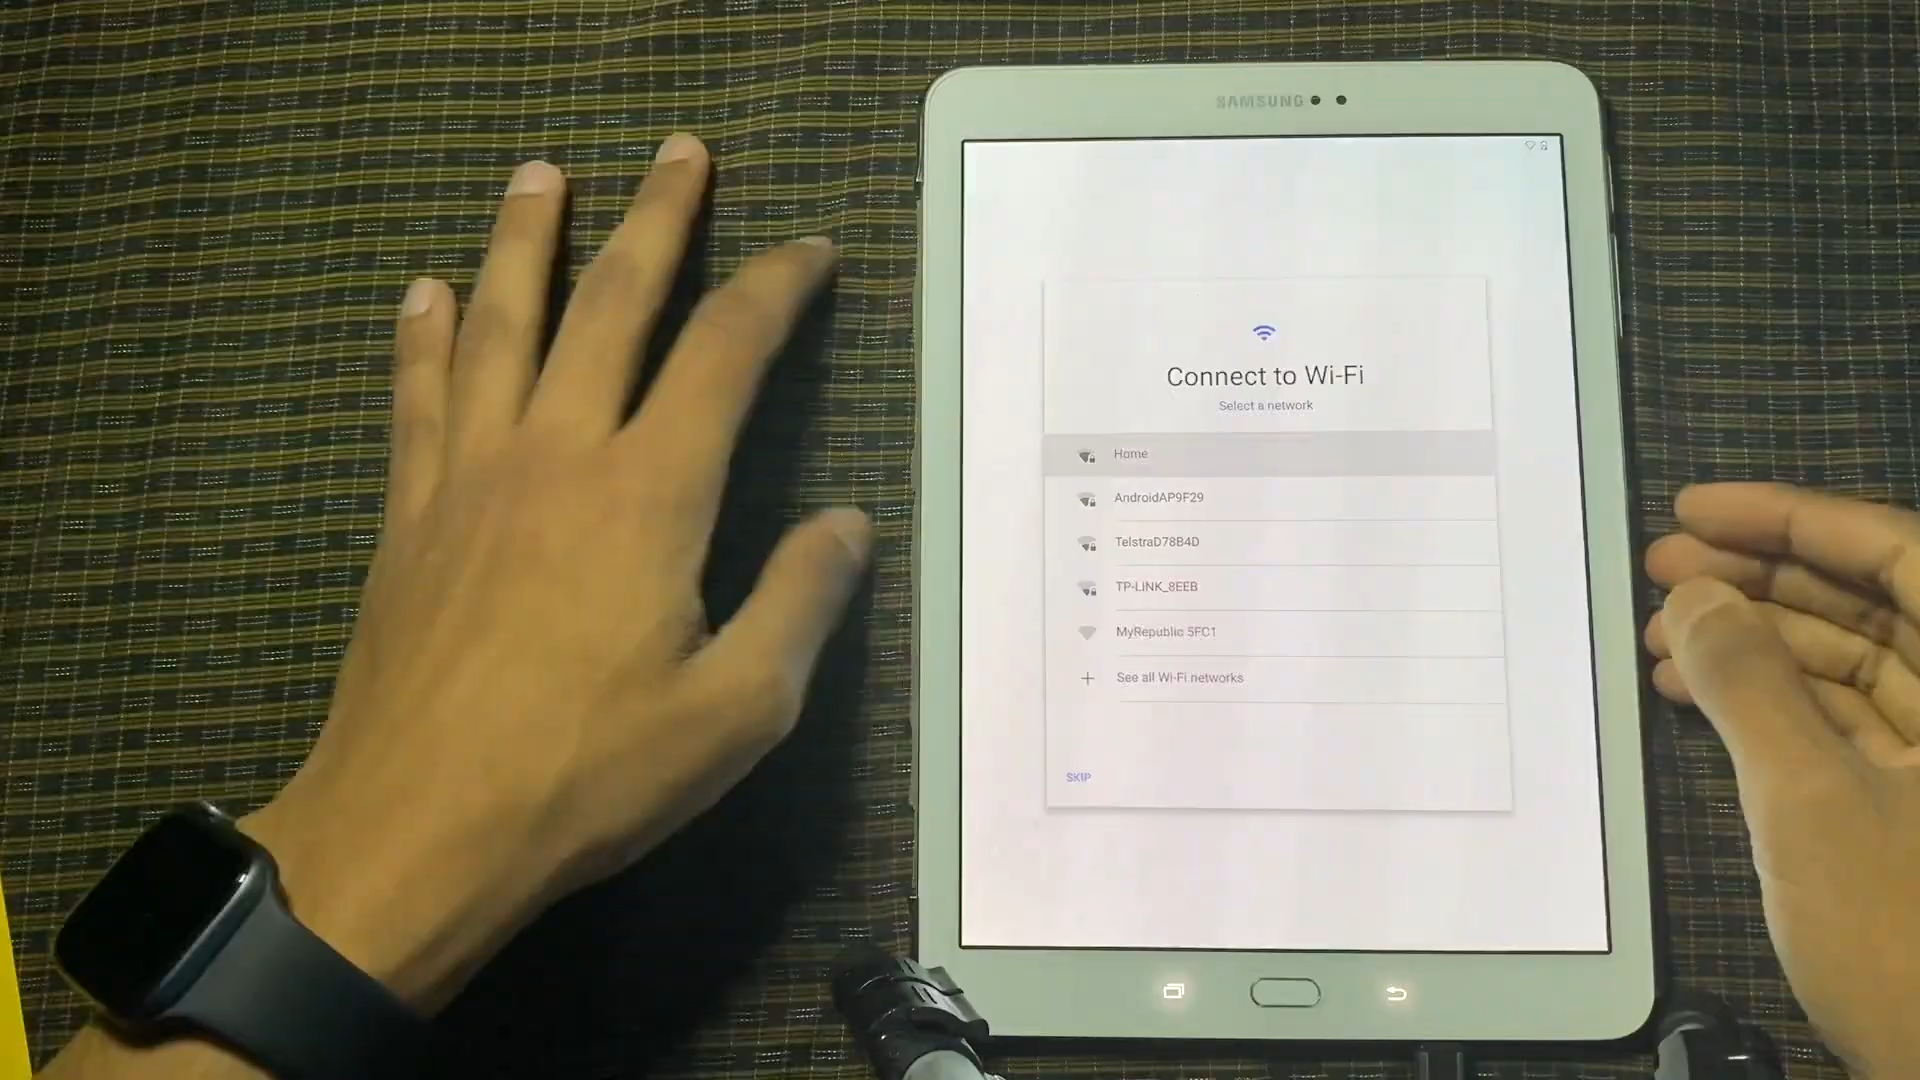 SAMSUNG
Connect to Wi-Fi
Select a network
Home
AndroidAP9F29
TelstraD78B4D
TP-LINK_8EEB
MyRepublic 5FC1
See all Wi-Fi networks
SKIP